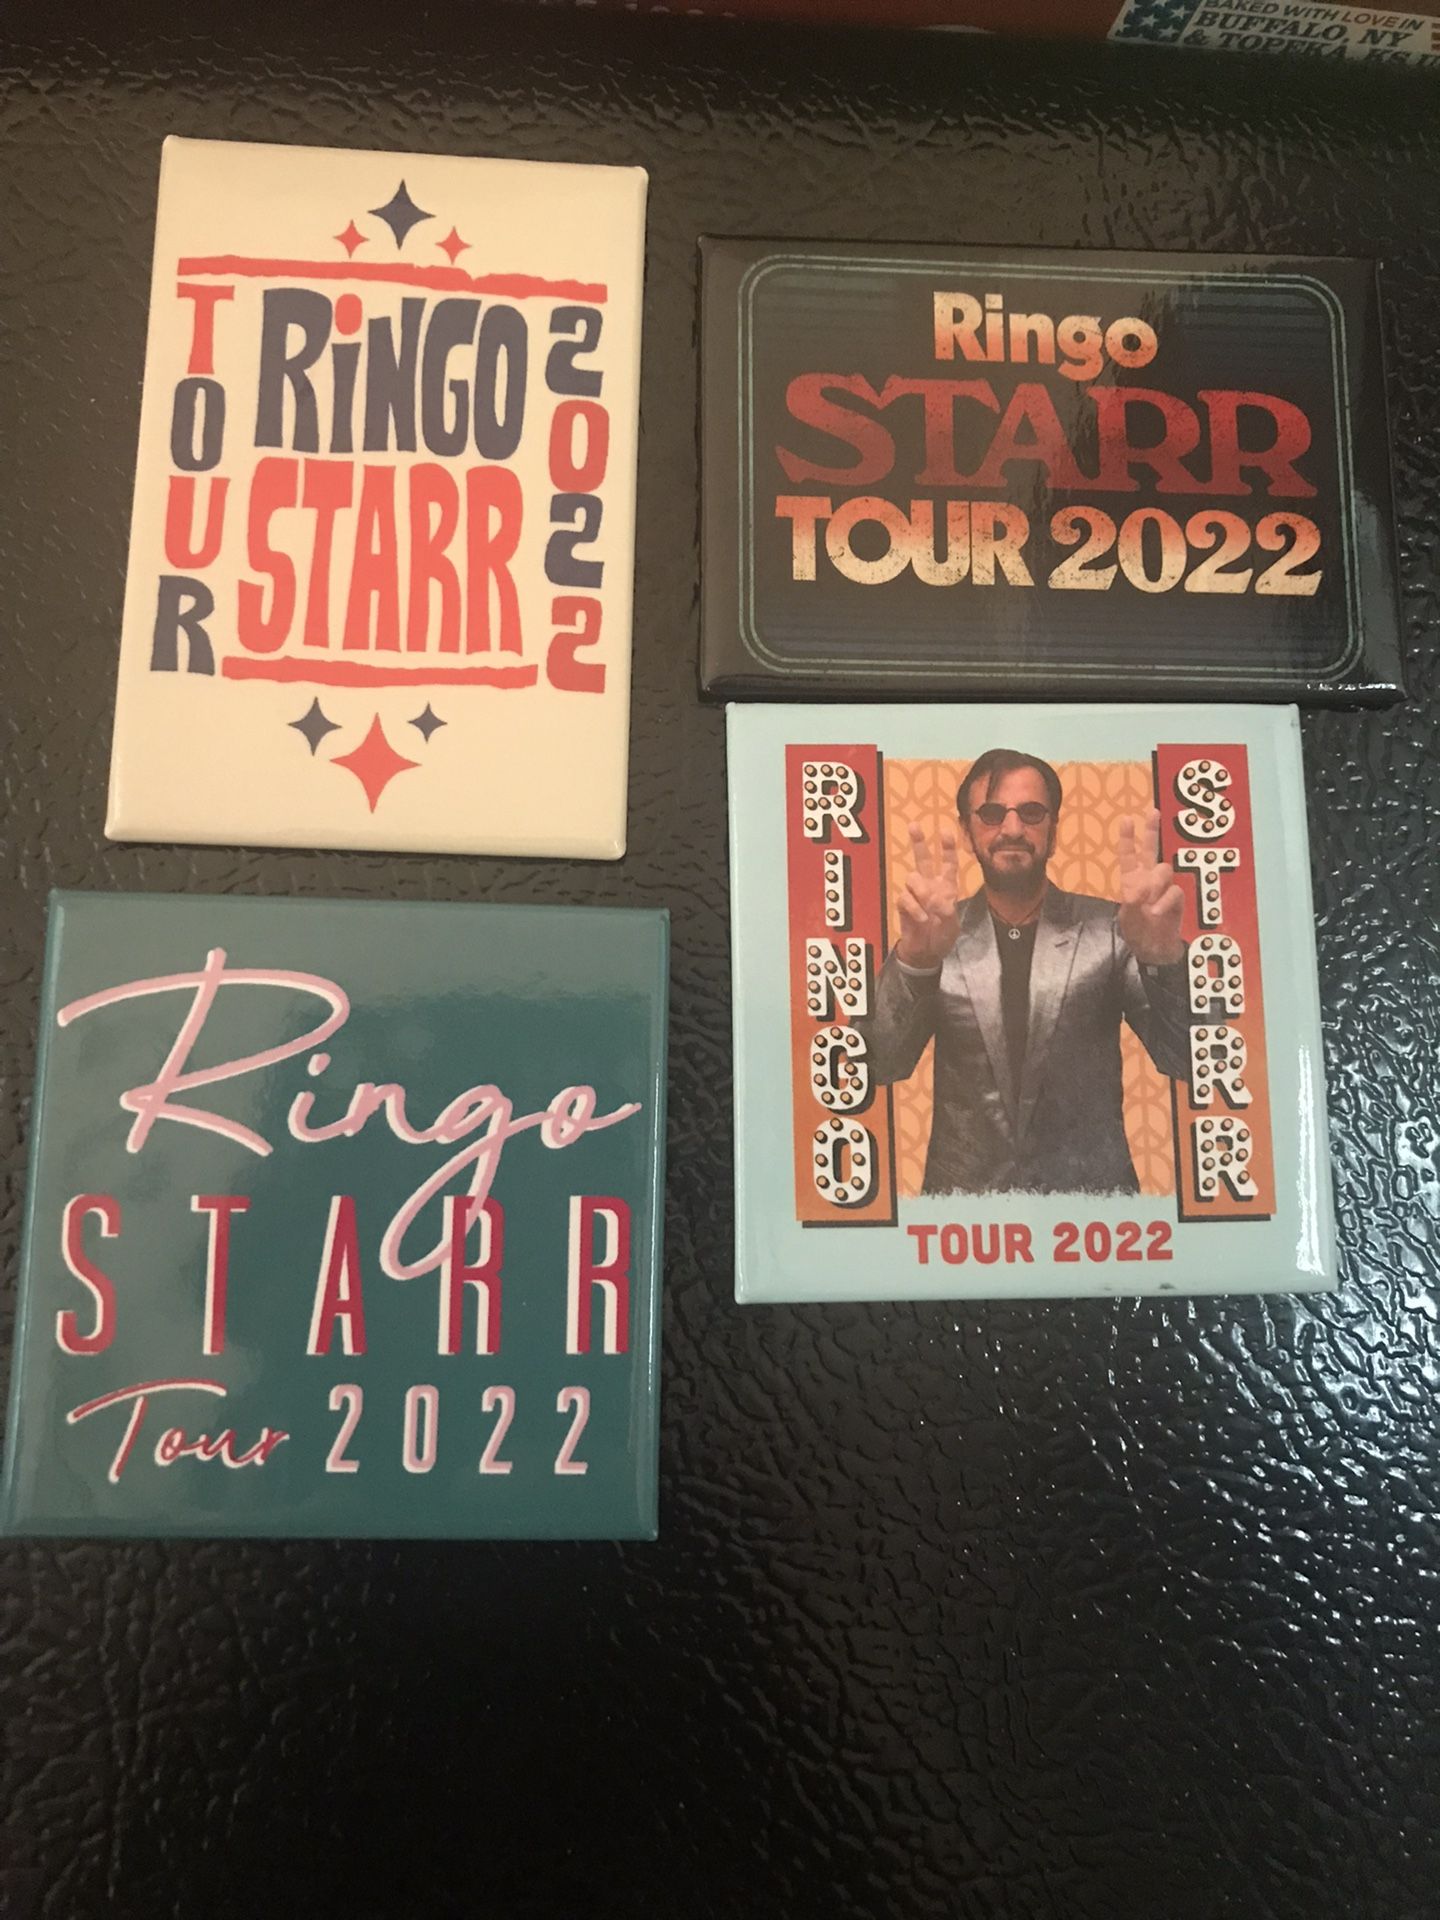 BAKED WITH LOVE IN
BUFFALO, NY
& TOPEKA, KS
TOUR
RiNGO
STARR
2022
Ringo
STARR
TOUR 2022
RINGO
STARR
TOUR 2022
Ringo
STARR
Tour 2022